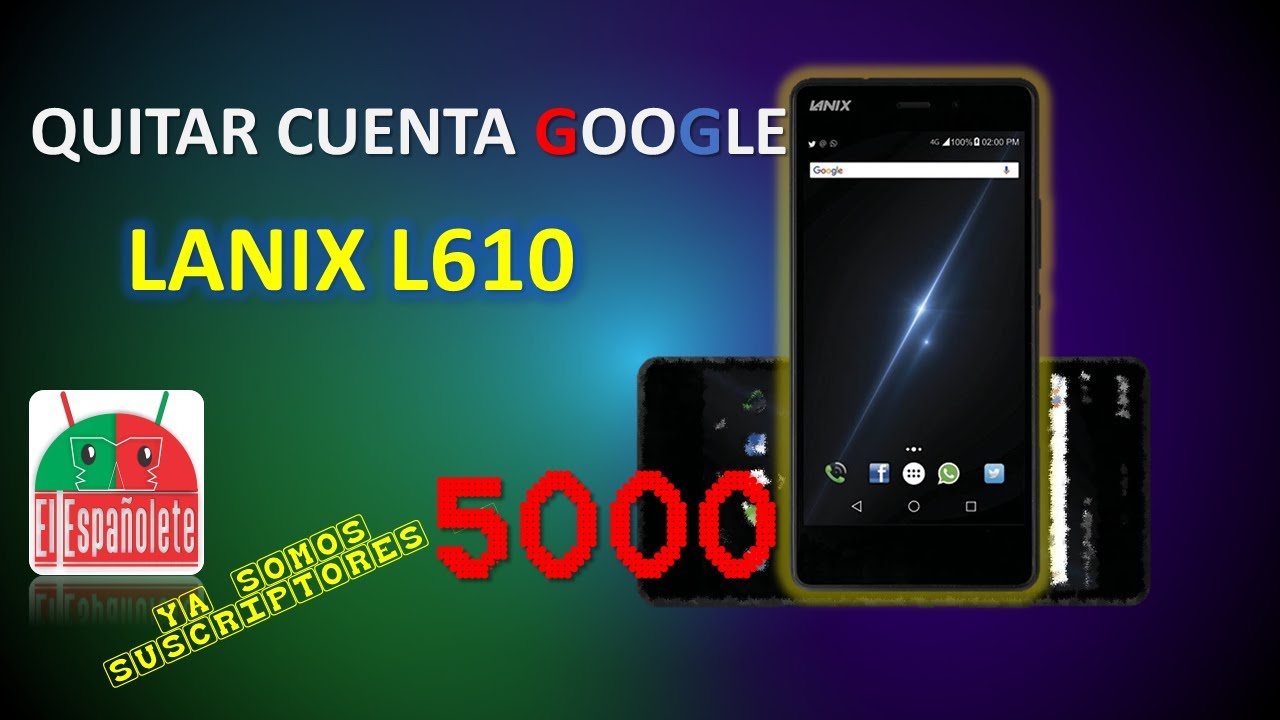 QUITAR CUENTA GOOGLE
LANIX L610
LANIX
4G 100% 02:00 PM
Google
El Españolete
YA SOMOS
SUSCRIPTORES
5000